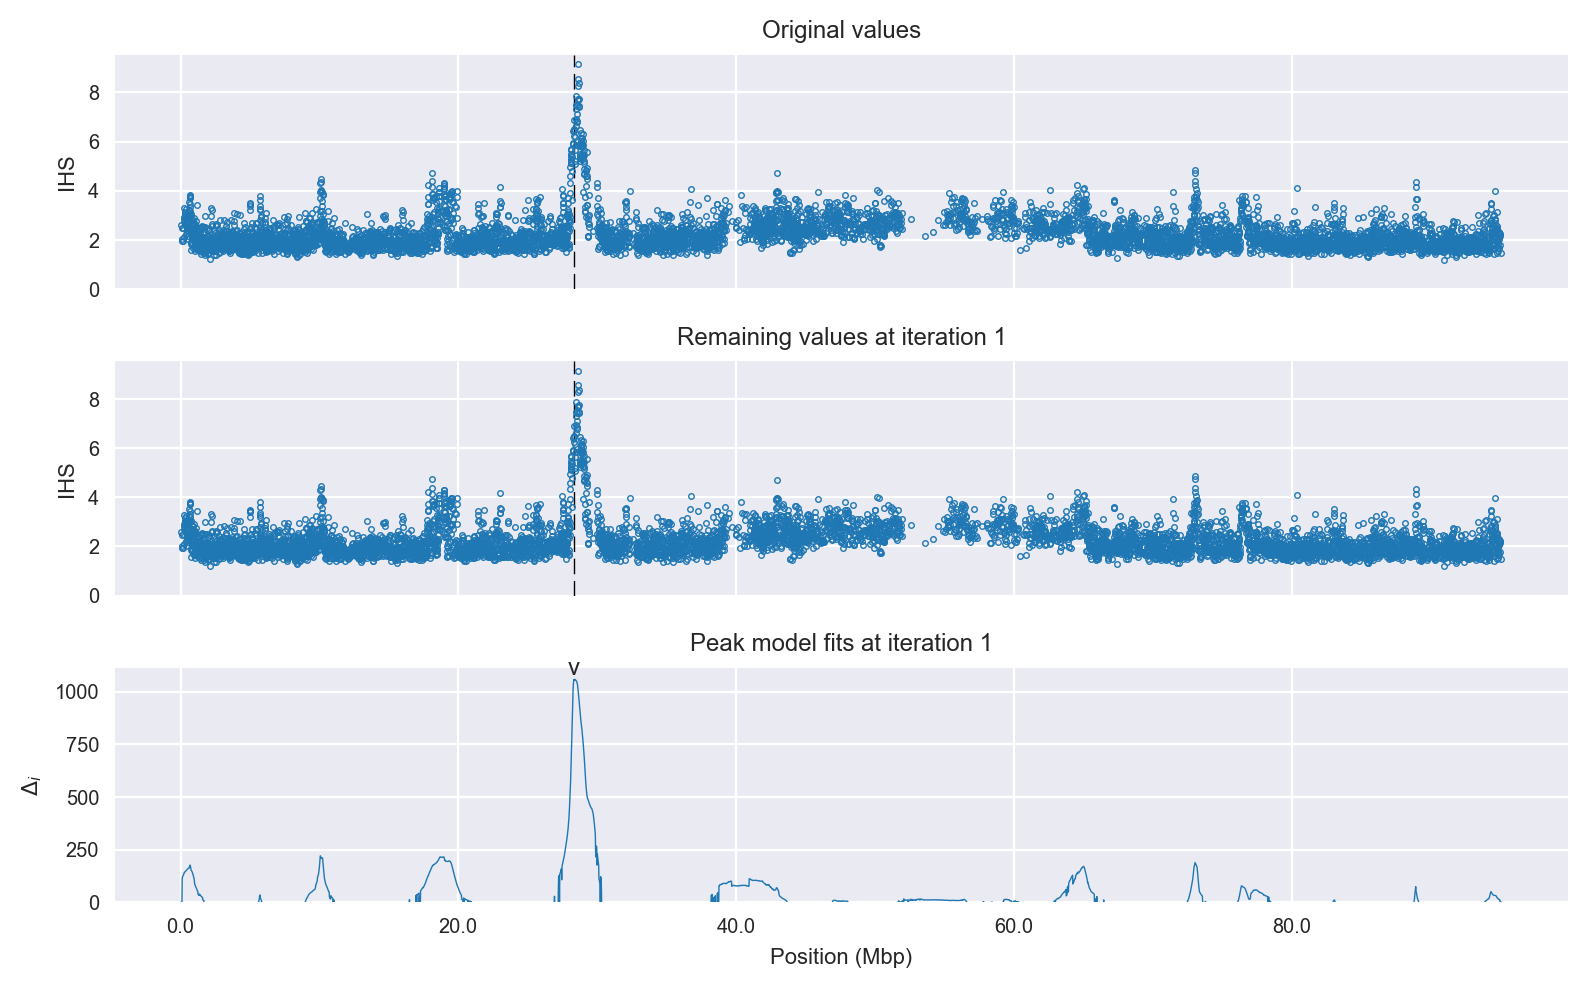 Original values
8
6
4
2
0
IHS
Remaining values at iteration 1
8
6
4
2
0
IHS
Peak model fits at iteration 1
v
1000
750
500
250
0
Δi
0.0 20.0 40.0 60.0 80.0
Position (Mbp)